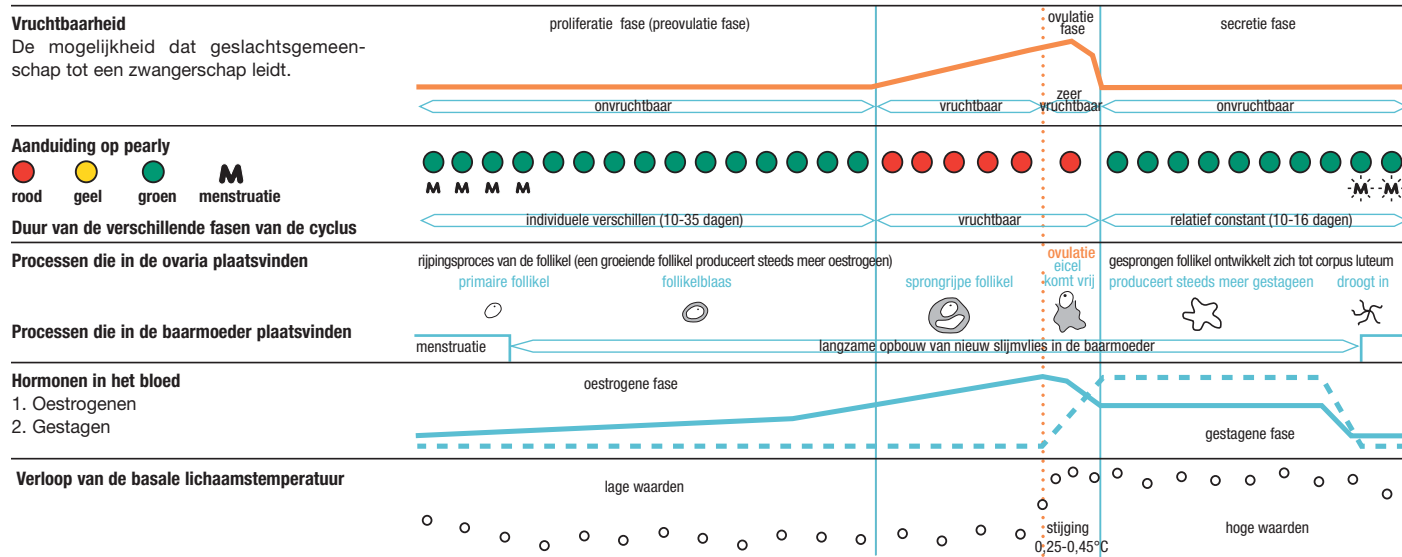 Vruchtbaarheid
De mogelijkheid dat geslachtsgemeen-
schap tot een zwangerschap leidt.
proliferatie fase (preovulatie fase)
ovulatie
fase
secretie fase
onvruchtbaar
vruchtbaar
zeer
vruchtbaar
onvruchtbaar
Aanduiding op pearly
rood geel groen menstruatie
M
M M M M
M M
Duur van de verschillende fasen van de cyclus
individuele verschillen (10-35 dagen)
vruchtbaar
relatief constant (10-16 dagen)
Processen die in de ovaria plaatsvinden
rijpingsproces van de follikel (een groeiende follikel produceert steeds meer oestrogeen)
primaire follikel
follikelblaas
sprongrijpe follikel
ovulatie
eicel
komt vrij
gesprongen follikel ontwikkelt zich tot corpus luteum
produceert steeds meer gestageen
droogt in
Processen die in de baarmoeder plaatsvinden
menstruatie
langzame opbouw van nieuw slijmvlies in de baarmoeder
Hormonen in het bloed
1. Oestrogenen
2. Gestagen
oestrogene fase
gestagene fase
Verloop van de basale lichaamstemperatuur
lage waarden
stijging
0,25-0,45°C
hoge waarden